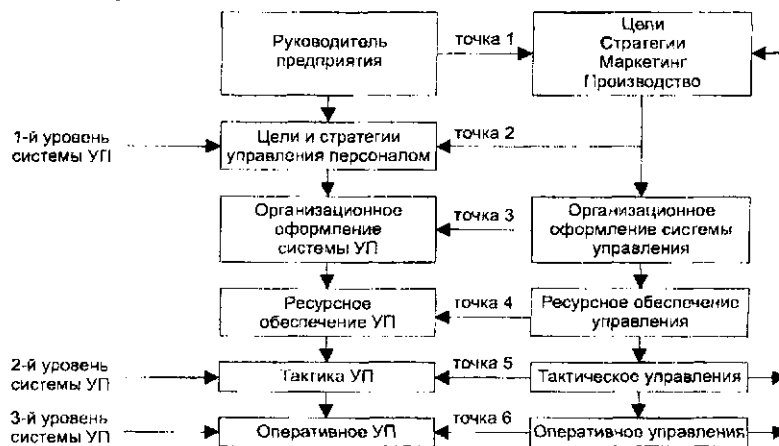 Руководитель
предприятия
точка 1
Цели
Стратегии
Маркетинг
Производство
1-й уровень
системы УП
Цели и стратегии
управления персоналом
точка 2
Организационное
оформление
системы УП
точка 3
Организационное
оформление системы
управления
Ресурсное
обеспечение УП
точка 4
Ресурсное обеспечение
управления
2-й уровень
системы УП
Тактика УП
точка 5
Тактическое управления
3-й уровень
системы УП
Оперативное УП
точка 6
Оперативное управления